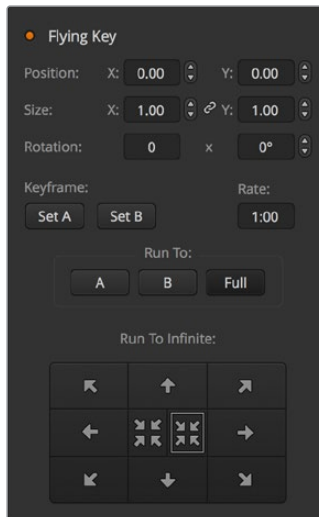 Flying Key
Position: X: 0.00 Y: 0.00
Size: X: 1.00 Y: 1.00
Rotation: 0 x 0°
Keyframe: Rate:
Set A Set B 1:00
Run To:
A B Full
Run To Infinite: